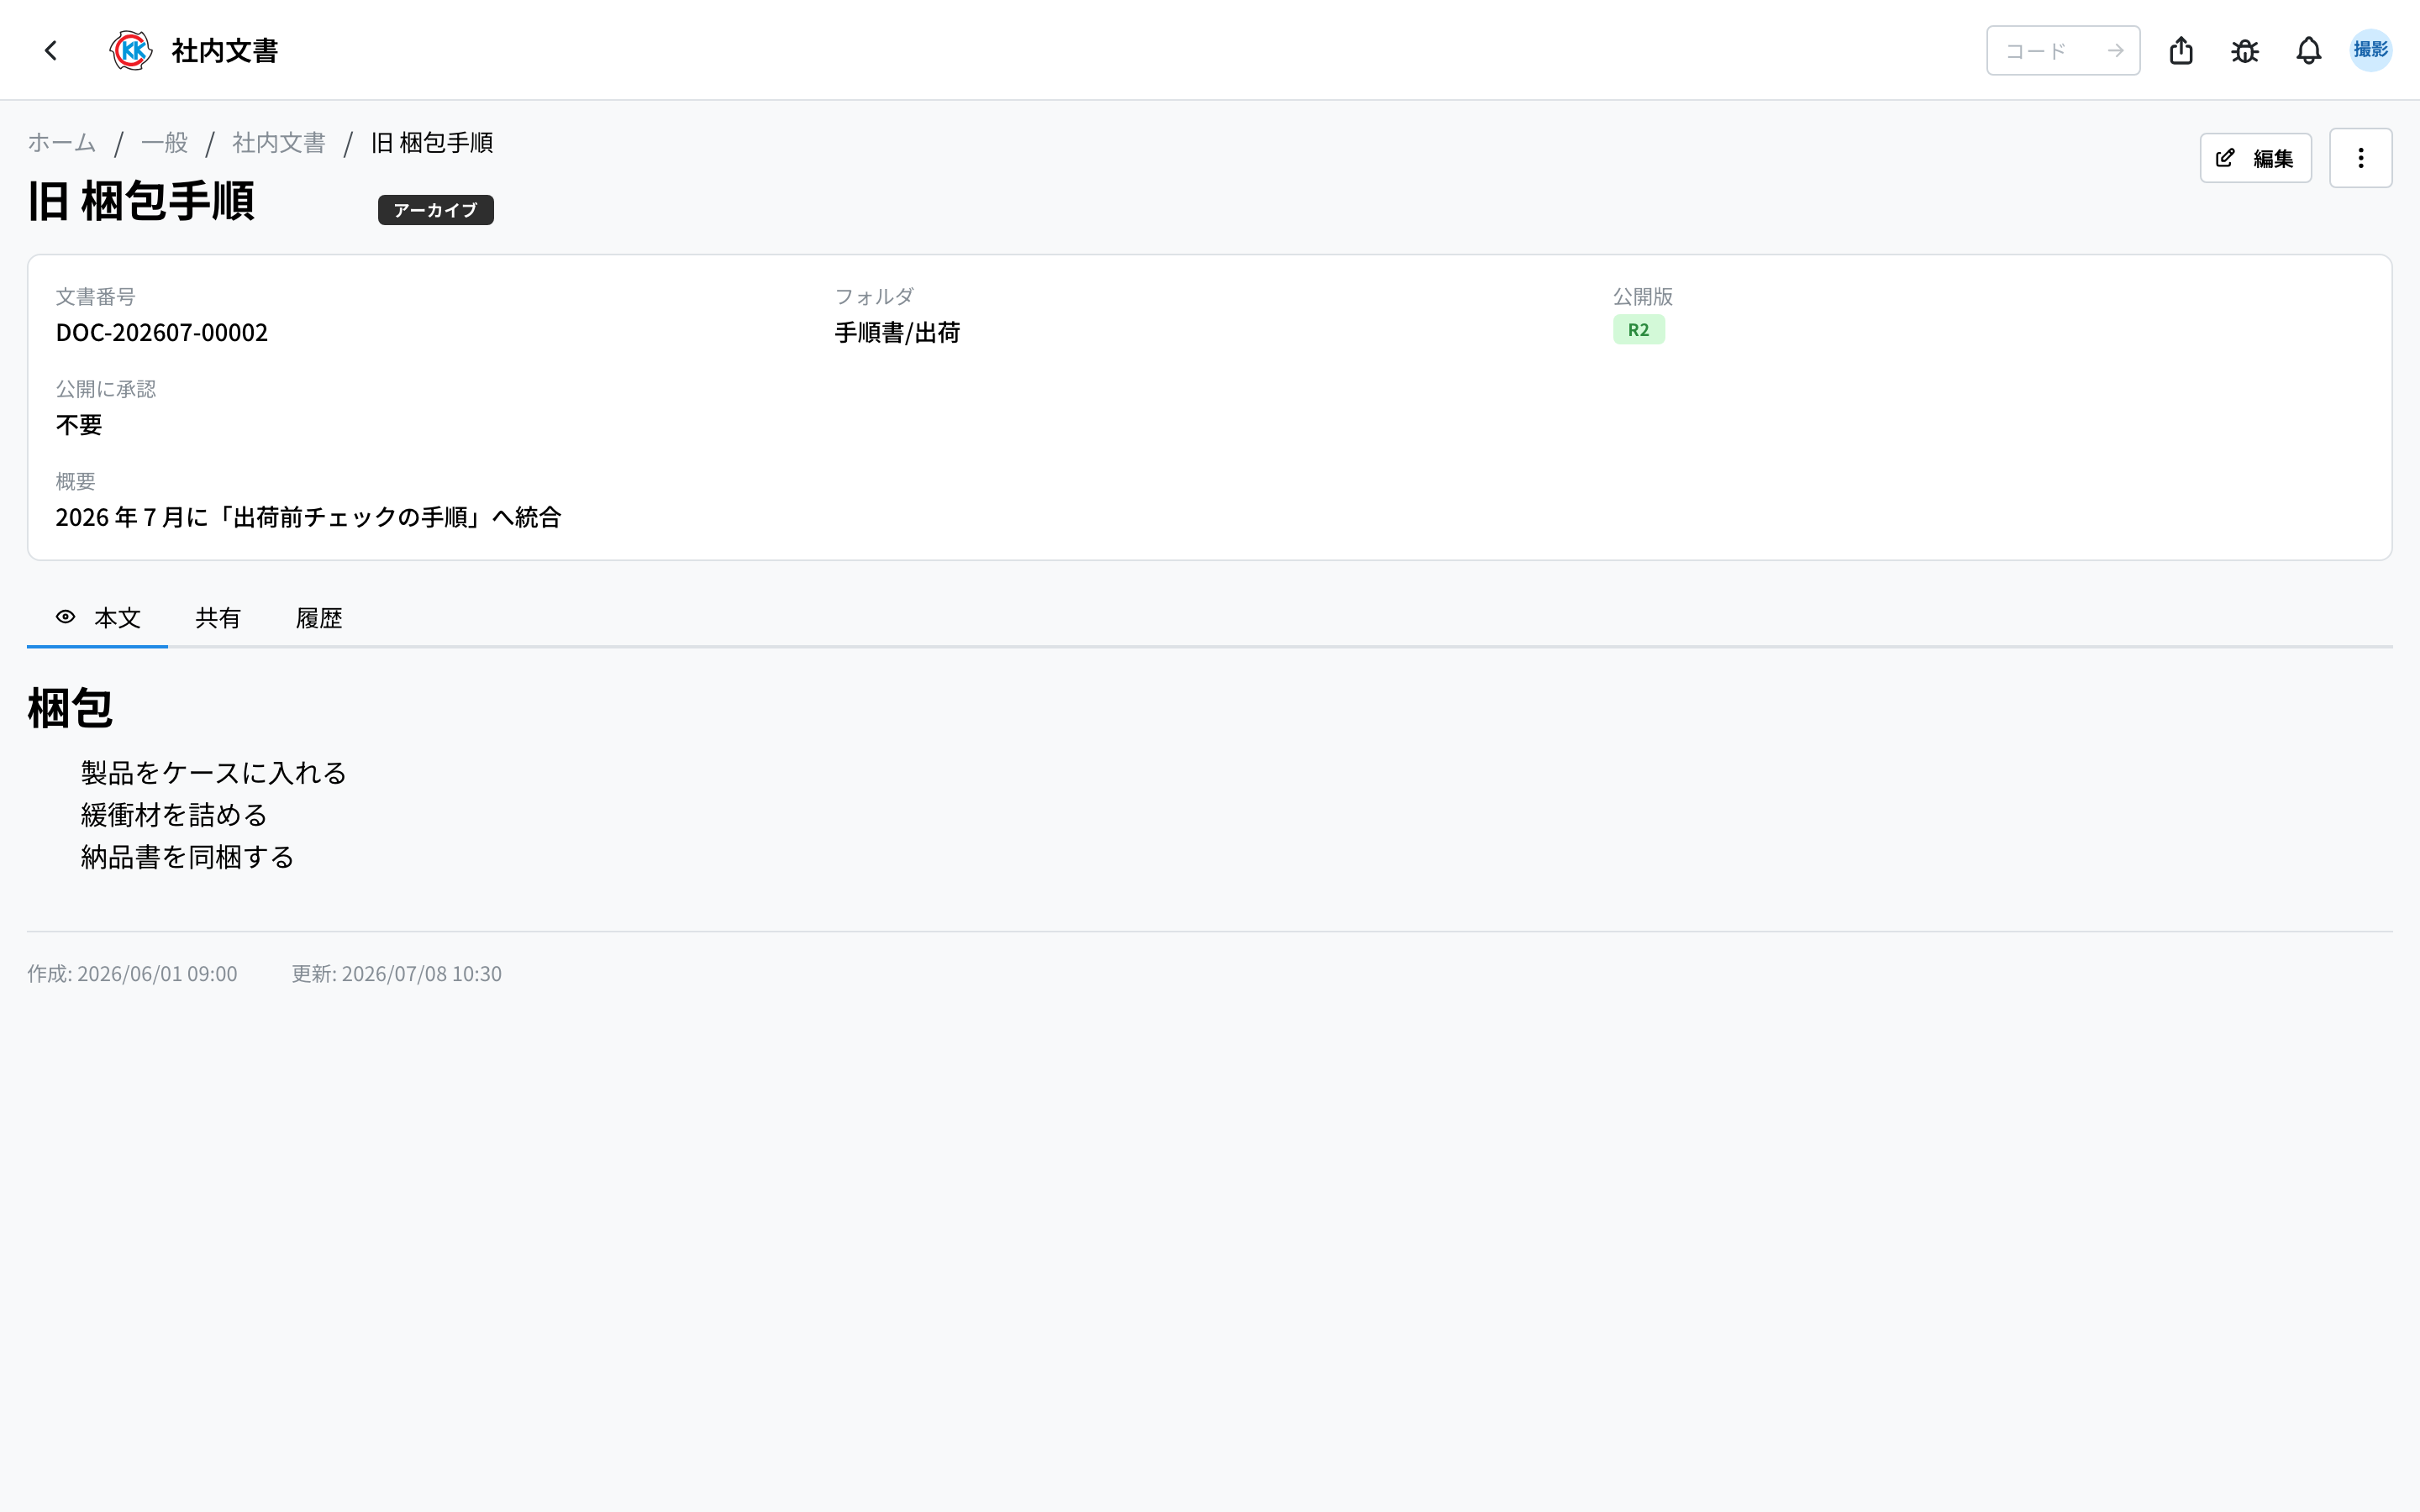 KK 社内文書
コード
撮影
ホーム / 一般 / 社内文書 / 旧 梱包手順
編集
旧 梱包手順 アーカイブ
文書番号 フォルダ 公開版
DOC-202607-00002 手順書/出荷 R2
公開に承認
不要
概要
2026 年 7 月に「出荷前チェックの手順」へ統合
本文 共有 履歴
梱包
製品をケースに入れる
緩衝材を詰める
納品書を同梱する
作成: 2026/06/01 09:00 更新: 2026/07/08 10:30